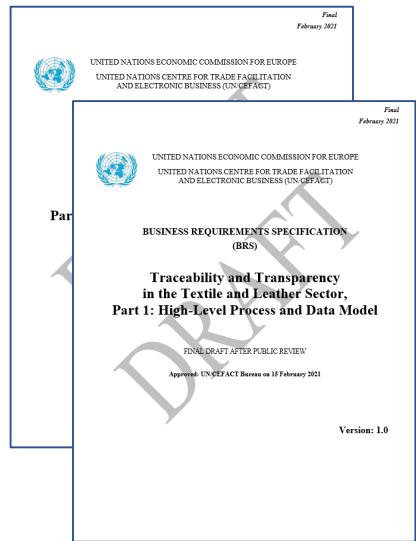 Final
February 2021
UNITED NATIONS ECONOMIC COMMISSION FOR EUROPE
UNITED NATIONS CENTRE FOR TRADE FACILITATION
AND ELECTRONIC BUSINESS (UN/CEFACT)
Par
Final
February 2021
UNITED NATIONS ECONOMIC COMMISSION FOR EUROPE
UNITED NATIONS CENTRE FOR TRADE FACILITATION
AND ELECTRONIC BUSINESS (UN/CEFACT)
BUSINESS REQUIREMENTS SPECIFICATION
(BRS)
Traceability and Transparency
in the Textile and Leather Sector,
Part 1: High-Level Process and Data Model
FINAL DRAFT AFTER PUBLIC REVIEW
Approved: UN/CEFACT Bureau on 15 February 2021
Version: 1.0
DRAFT